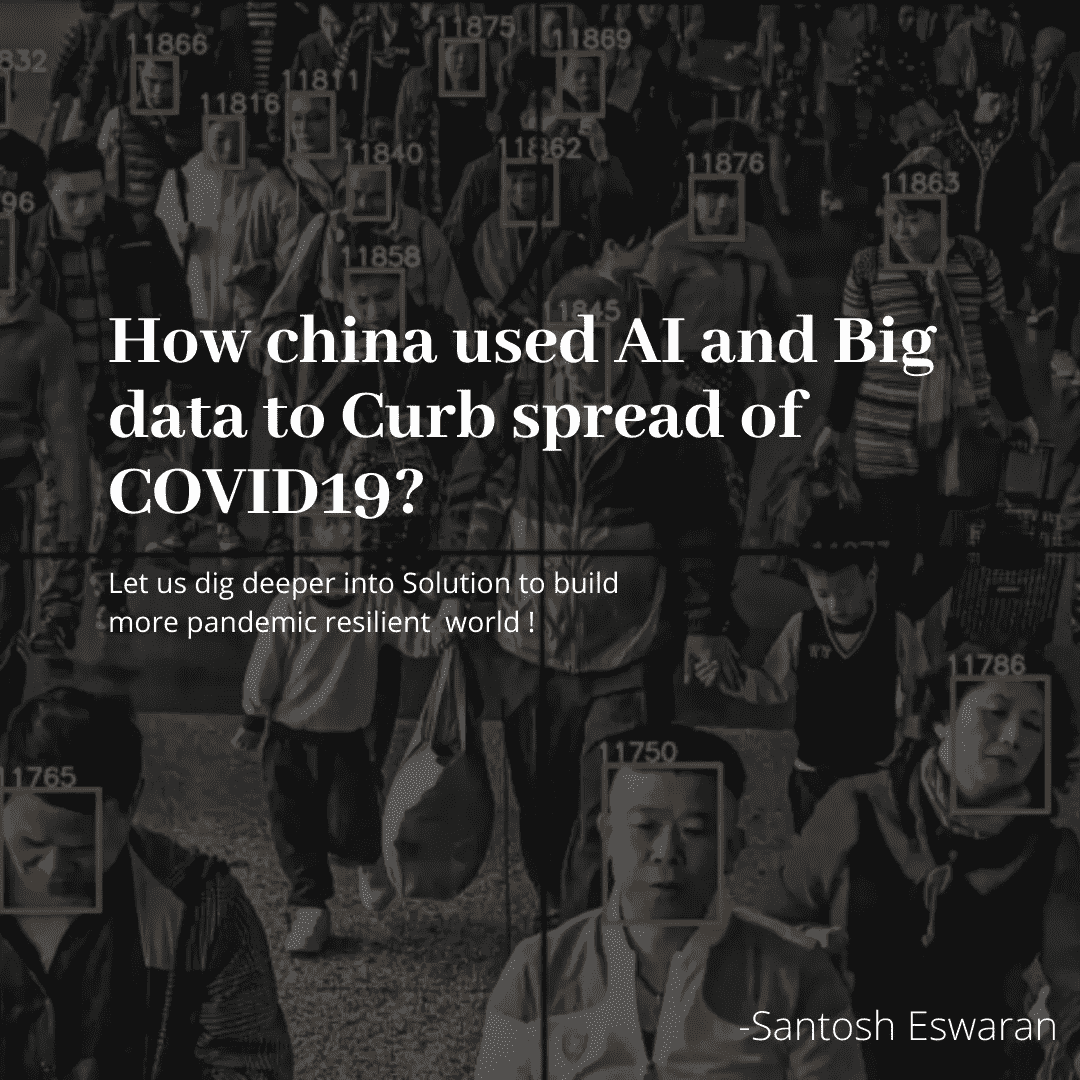 832
11866
11875
11869
11816
11811
11840
11862
11876
11863
96
11858
11845
How china used AI and Big
data to Curb spread of
COVID19?
Let us dig deeper into Solution to build
more pandemic resilient world !
11786
11750
11765
-Santosh Eswaran